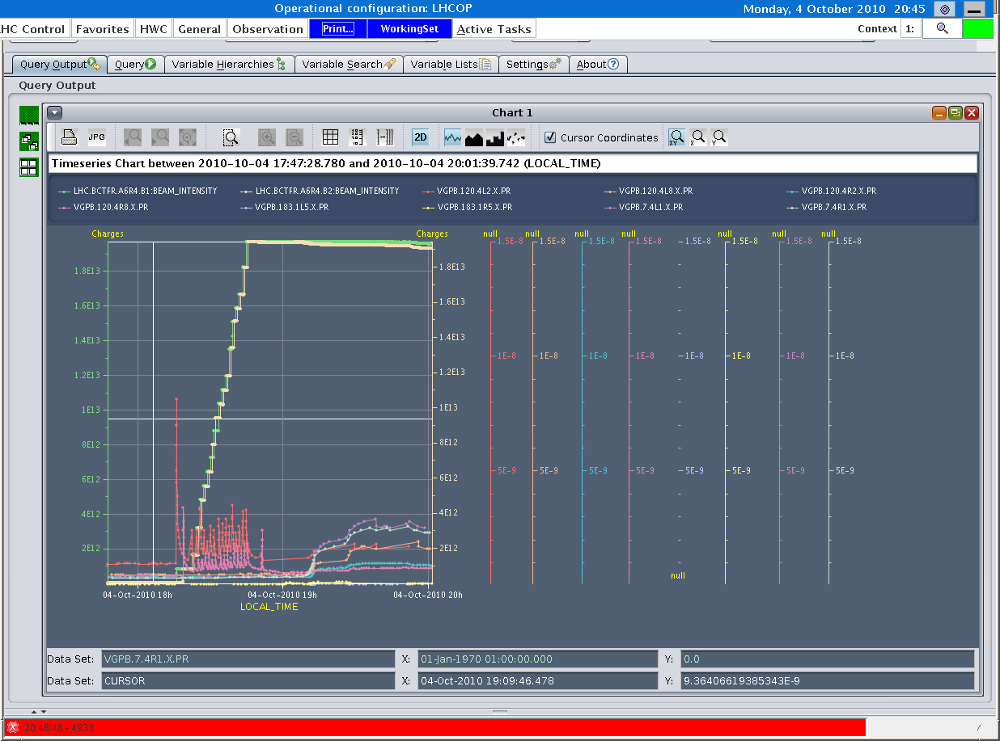 Operational configuration: LHCOP
Monday, 4 October 2010 20:45
HC Control Favorites HWC General Observation Print... WorkingSet Active Tasks Context 1:
Query Output Query Variable Hierarchies Variable Search Variable Lists Settings About
Query Output
Chart 1
JPG 2D Cursor Coordinates XY X Y
Timeseries Chart between 2010-10-04 17:47:28.780 and 2010-10-04 20:01:39.742 (LOCAL_TIME)
LHC.BCTFR.A6R4.B1:BEAM_INTENSITY LHC.BCTFR.A6R4.B2:BEAM_INTENSITY VGPB.120.4L2.X.PR VGPB.120.4L8.X.PR VGPB.120.4R2.X.PR
VGPB.120.4R8.X.PR VGPB.183.1L5.X.PR VGPB.183.1R5.X.PR VGPB.7.4L1.X.PR VGPB.7.4R1.X.PR
Charges Charges null null null null null null null
1.5E-8 1.5E-8 1.5E-8 1.5E-8 1.5E-8 1.5E-8 1.5E-8 1.5E-8
1.8E13 1.8E13
1.6E13 1.6E13
1.4E13 1.4E13
1E-8 1E-8 1E-8 1E-8 1E-8 1E-8 1E-8 1E-8
1.2E13 1.2E13
1E13 1E13
8E12 8E12
5E-9 5E-9 5E-9 5E-9 5E-9 5E-9 5E-9 5E-9
6E12 6E12
4E12 4E12
2E12 2E12
null
04-Oct-2010 18h 04-Oct-2010 19h 04-Oct-2010 20h
LOCAL_TIME
Data Set: VGPB.7.4R1.X.PR X: 01-Jan-1970 01:00:00.000 Y: 0.0
Data Set: CURSOR X: 04-Oct-2010 19:09:46.478 Y: 9.36406619385343E-9